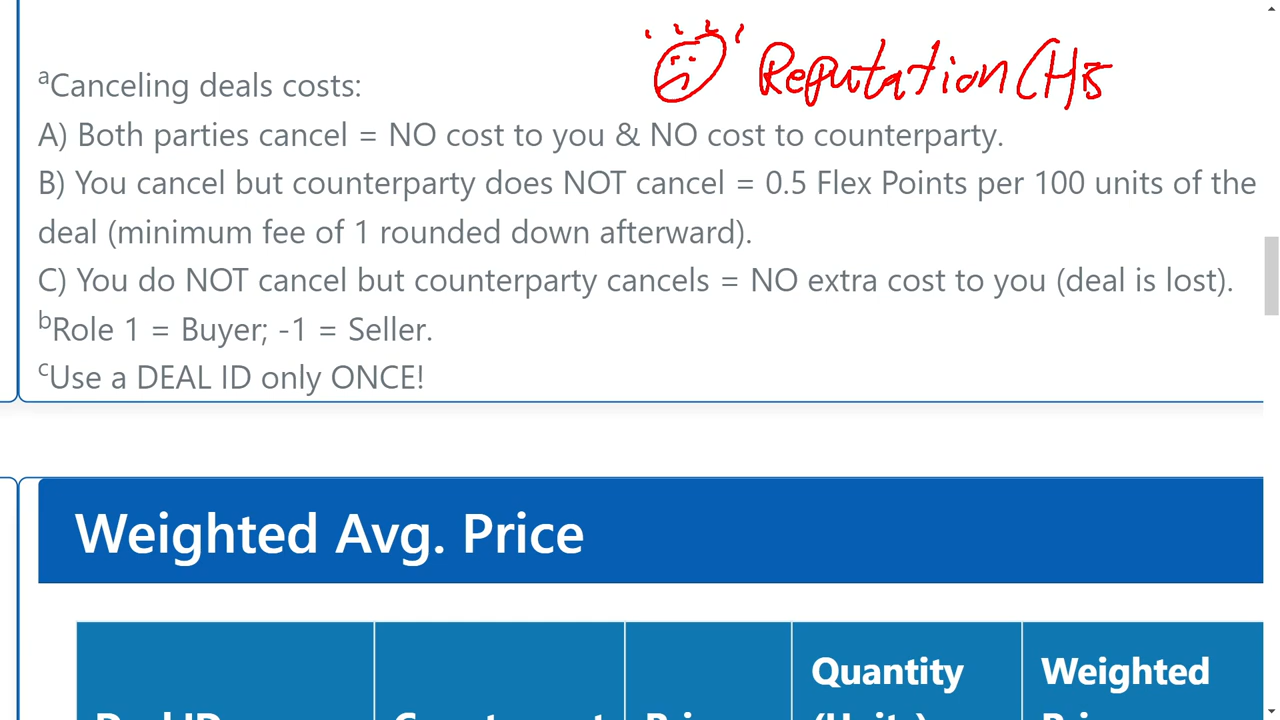 Reputation (His
ᵃCanceling deals costs:
A) Both parties cancel = NO cost to you & NO cost to counterparty.
B) You cancel but counterparty does NOT cancel = 0.5 Flex Points per 100 units of the
deal (minimum fee of 1 rounded down afterward).
C) You do NOT cancel but counterparty cancels = NO extra cost to you (deal is lost).
ᵇRole 1 = Buyer; -1 = Seller.
ᶜUse a DEAL ID only ONCE!
Weighted Avg. Price
Quantity
Weighted
Deal ID